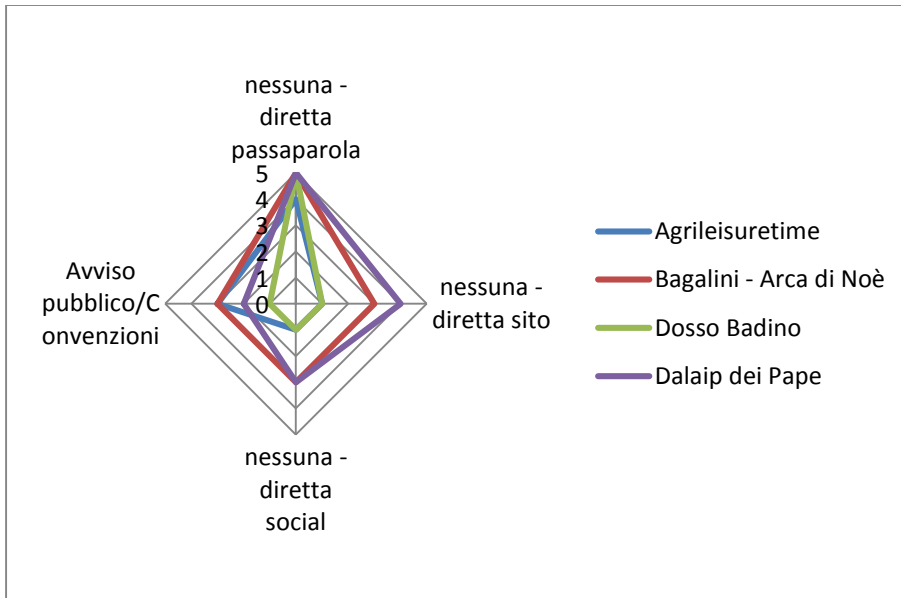 nessuna -
diretta
passaparola
5
4
3
2
1
0
nessuna -
diretta sito
nessuna -
diretta
social
Avviso
pubblico/C
onvenzioni
Agrileisuretime
Bagalini - Arca di Noè
Dosso Badino
Dalaip dei Pape